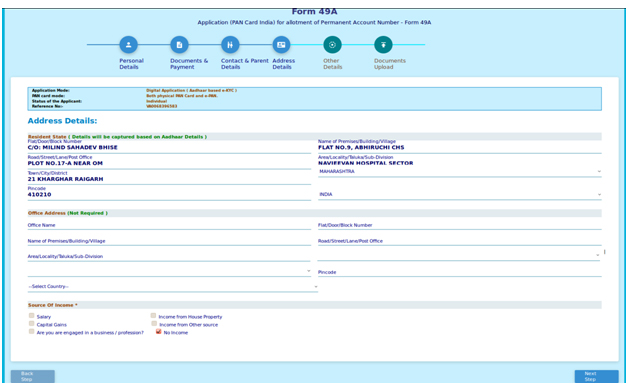 Form 49A
Application (PAN Card India) for allotment of Permanent Account Number - Form 49A
Personal Details
Documents & Payment
Contact & Parent Details
Address Details
Other Details
Documents Upload
Application Mode: Digital Application ( Aadhaar based e-KYC )
PAN card mode: Both physical PAN Card and e-PAN.
Status of the Applicant: Individual
Reference No:-
Address Details:
Resident State ( Details will be captured based on Aadhaar Details )
Flat/Door/Block Number Name of Premises/Building/Village
C/O: MILIND SAHADEV BHISE FLAT NO.9, ABHIRUCHI CHS
Road/Street/Lane/Post Office Area/Locality/Taluka/Sub-Division
PLOT NO.17-A NEAR OM NAVJEEVAN HOSPITAL SECTOR
Town/City/District MAHARASHTRA
21 KHARGHAR RAIGARH
Pincode
410210 INDIA
Office Address (Not Required )
Office Name Flat/Door/Block Number
Name of Premises/Building/Village Road/Street/Lane/Post Office
Area/Locality/Taluka/Sub-Division
Pincode
--Select Country--
Source Of Income *
Salary Income from House Property
Capital Gains Income from Other source
Are you are engaged in a business / profession? No Income
Back Step
Next Step